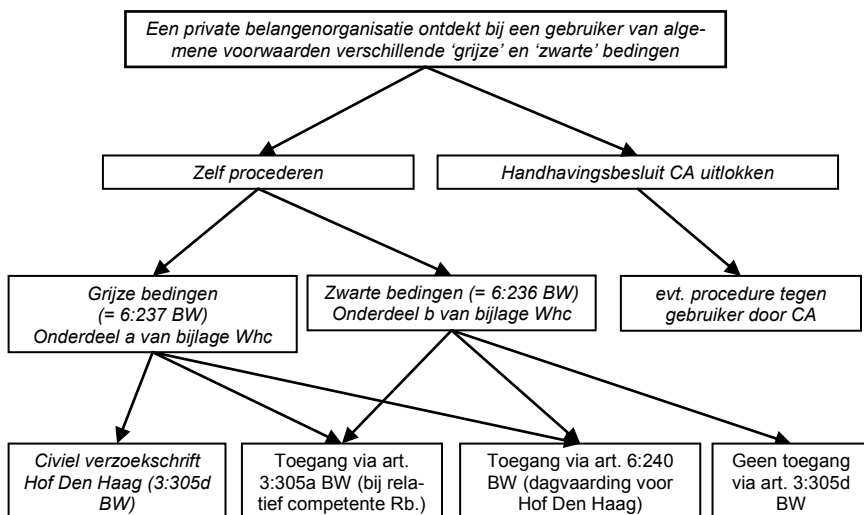 Een private belangenorganisatie ontdekt bij een gebruiker van alge-
mene voorwaarden verschillende ‘grijze’ en ‘zwarte’ bedingen
Zelf procederen
Handhavingsbesluit CA uitlokken
Grijze bedingen
(= 6:237 BW)
Onderdeel a van bijlage Whc
Zwarte bedingen (= 6:236 BW)
Onderdeel b van bijlage Whc
evt. procedure tegen
gebruiker door CA
Civiel verzoekschrift
Hof Den Haag (3:305d
BW)
Toegang via art.
3:305a BW (bij rela-
tief competente Rb.)
Toegang via art. 6:240
BW (dagvaarding voor
Hof Den Haag)
Geen toegang
via art. 3:305d
BW